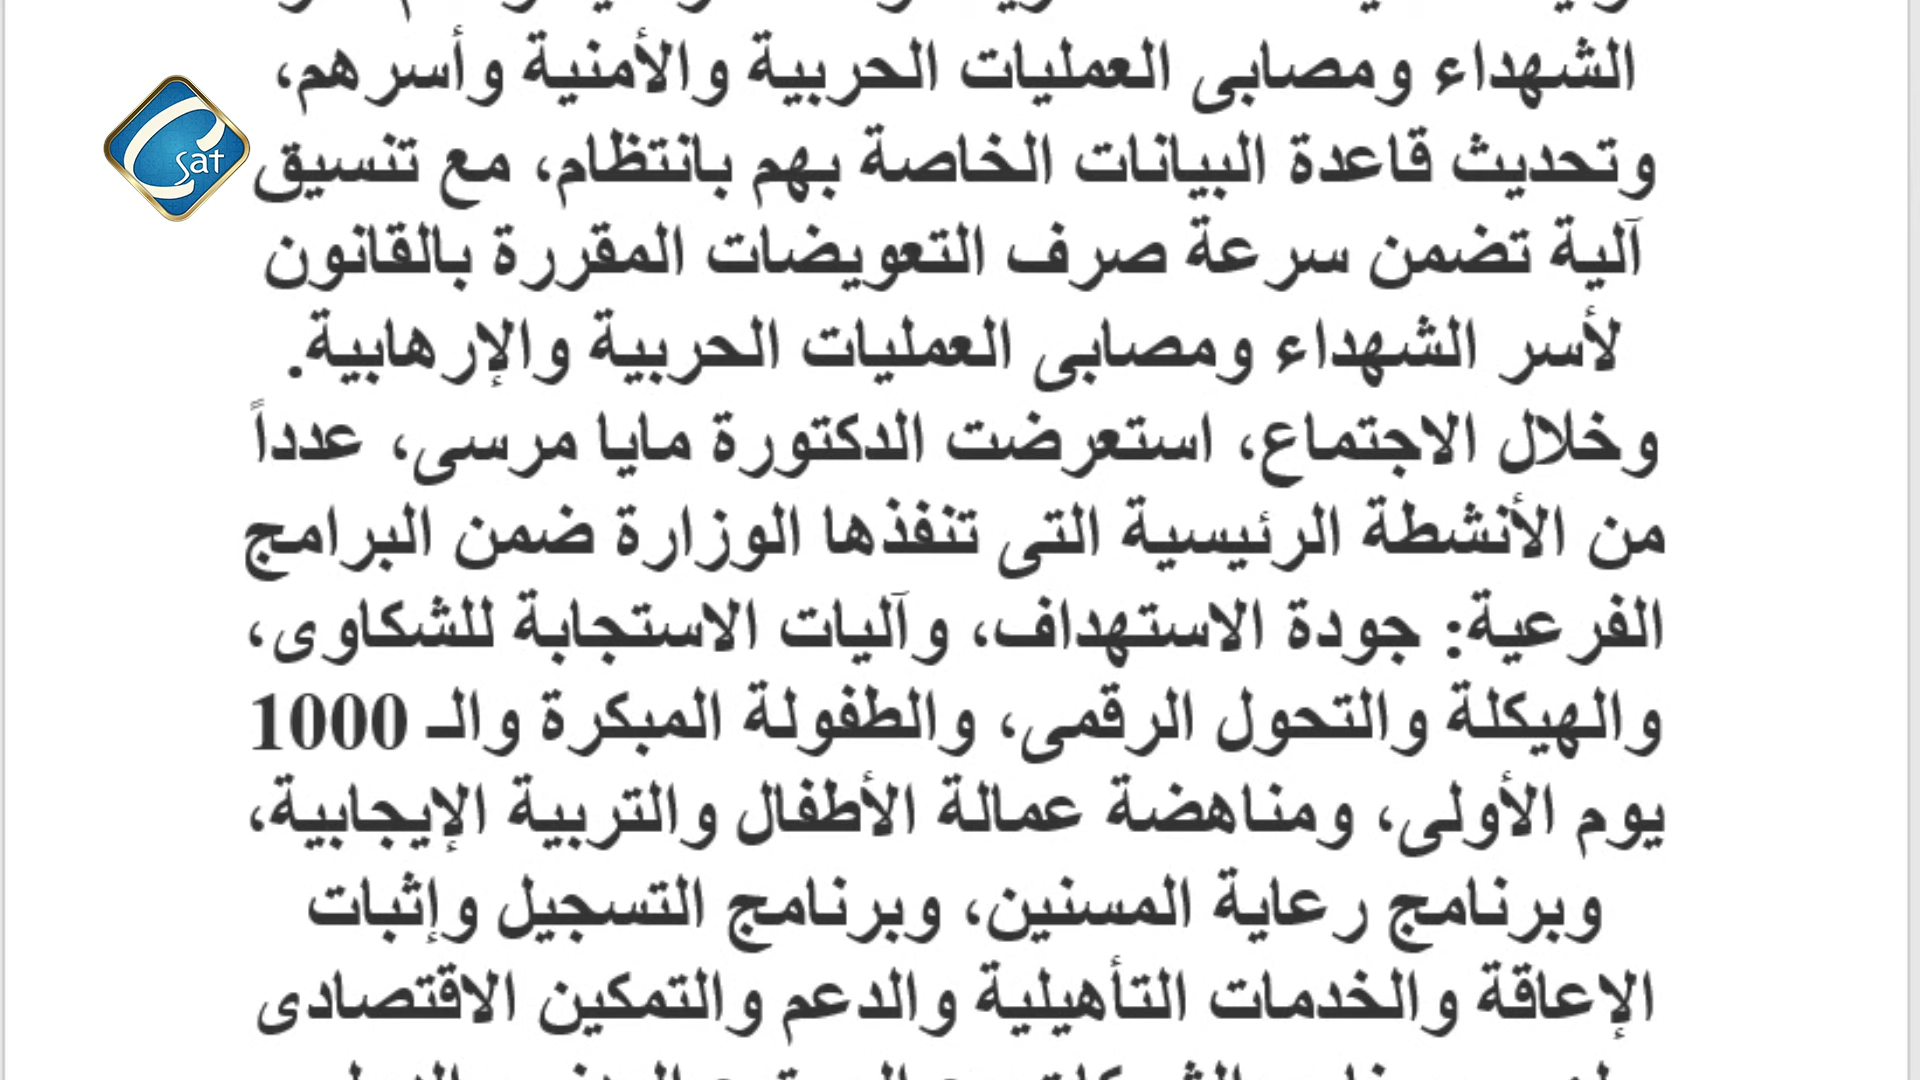 الشهداء ومصابى العمليات الحربية والأمنية وأسرهم،
وتحديث قاعدة البيانات الخاصة بهم بانتظام، مع تنسيق
آلية تضمن سرعة صرف التعويضات المقررة بالقانون
لأسر الشهداء ومصابى العمليات الحربية والإرهابية.
وخلال الاجتماع، استعرضت الدكتورة مايا مرسى، عدداً
من الأنشطة الرئيسية التى تنفذها الوزارة ضمن البرامج
الفرعية: جودة الاستهداف، وآليات الاستجابة للشكاوى،
والهيكلة والتحول الرقمى، والطفولة المبكرة والـ 1000
يوم الأولى، ومناهضة عمالة الأطفال والتربية الإيجابية،
وبرنامج رعاية المسنين، وبرنامج التسجيل وإثبات
الإعاقة والخدمات التأهيلية والدعم والتمكين الاقتصادى
Sat